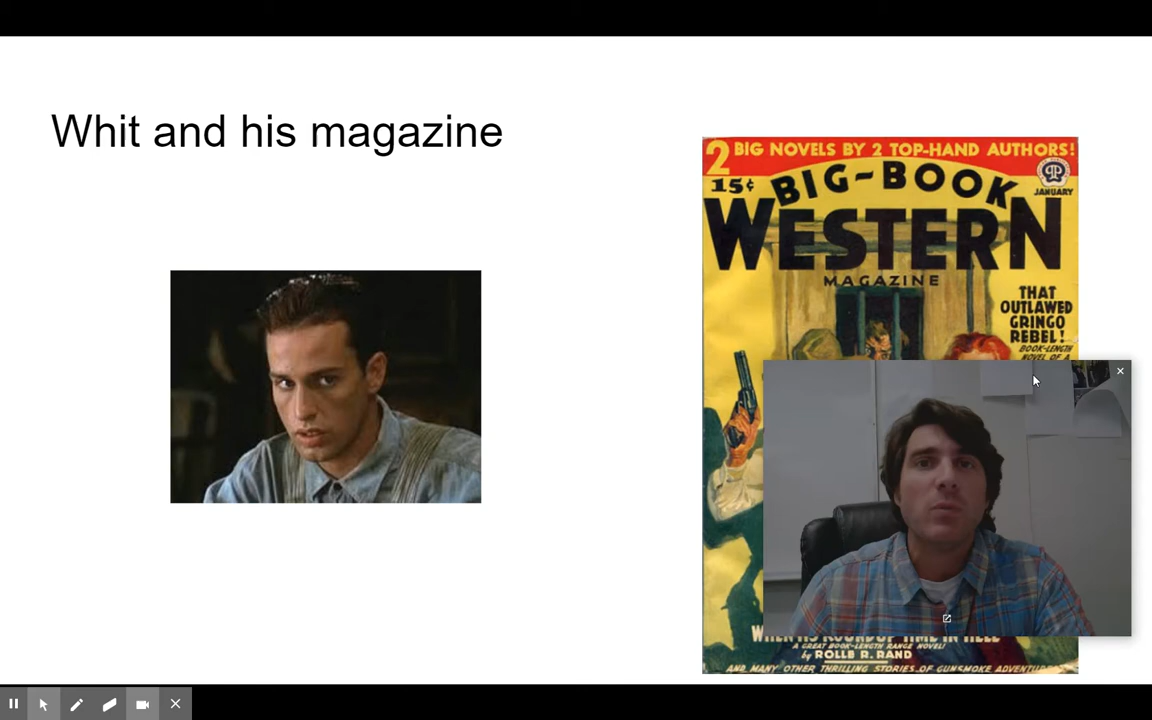 Whit and his magazine
2 BIG NOVELS BY 2 TOP-HAND AUTHORS!
15¢
BIG-BOOK
JANUARY
WESTERN
MAGAZINE
THAT
OUTLAWED
GRINGO
REBEL!
BOOK-LENGTH
NOVEL OF A
A GREAT BOOK-LENGTH RANGE NOVEL!
by ROLLE R. RAND
AND MANY OTHER THRILLING STORIES OF GUNSMOKE ADVENTURE